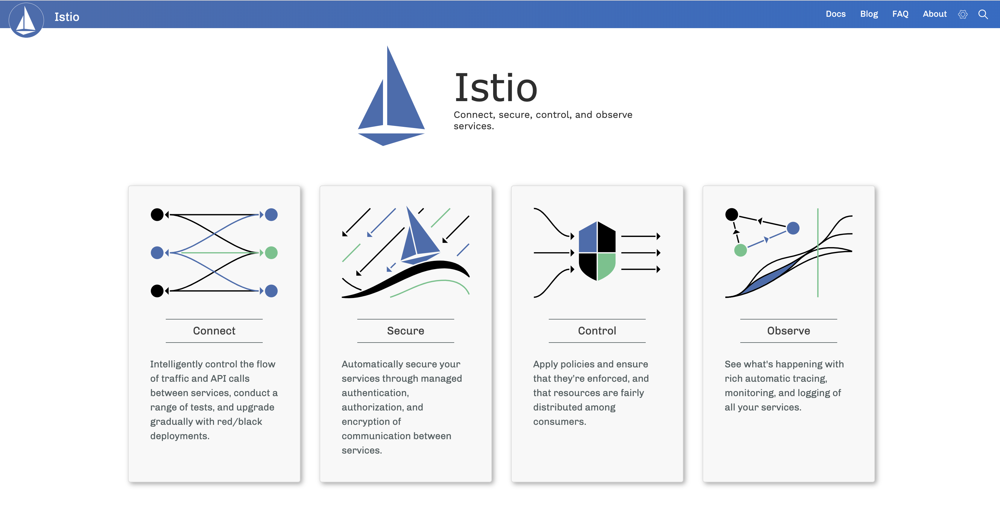 Istio
Docs Blog FAQ About
Istio
Connect, secure, control, and observe
services.
Connect
Intelligently control the flow
of traffic and API calls
between services, conduct a
range of tests, and upgrade
gradually with red/black
deployments.
Secure
Automatically secure your
services through managed
authentication,
authorization, and
encryption of
communication between
services.
Control
Apply policies and ensure
that they’re enforced, and
that resources are fairly
distributed among
consumers.
Observe
See what's happening with
rich automatic tracing,
monitoring, and logging of
all your services.